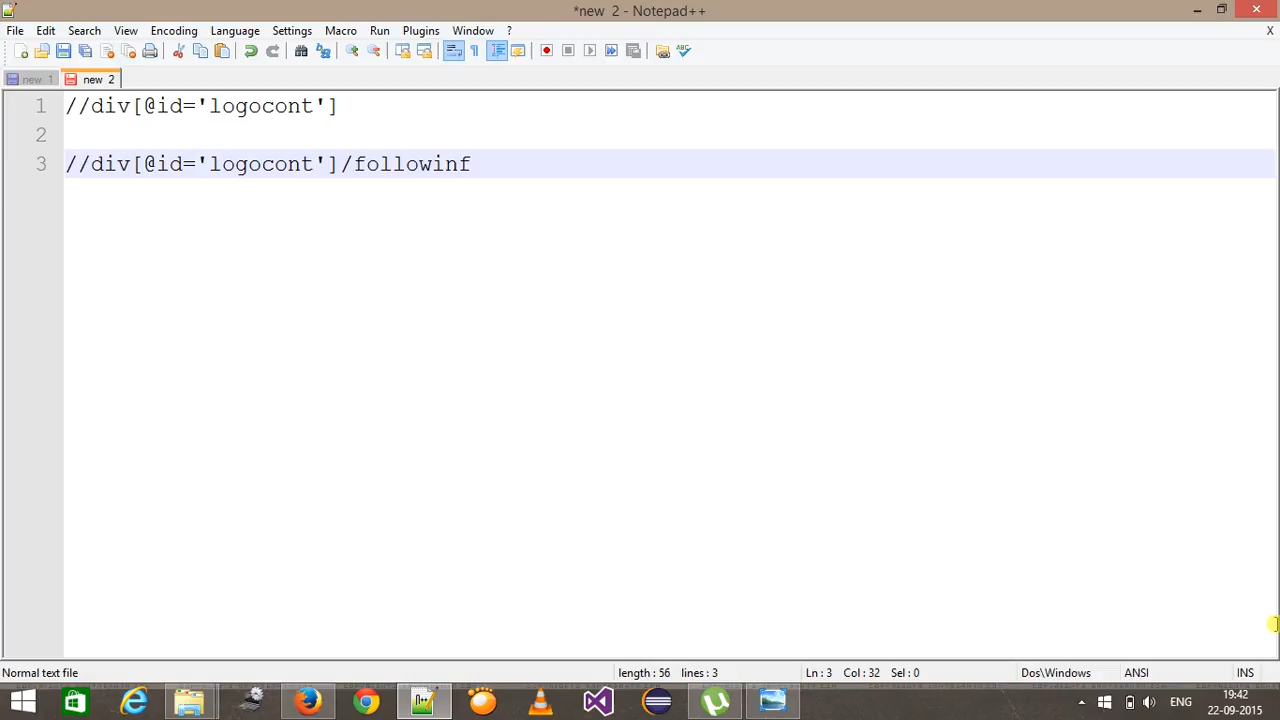 *new  2 - Notepad++
File Edit Search View Encoding Language Settings Macro Run Plugins Window ? X
new 1 new 2
1 //div[@id='logocont']
2
3 //div[@id='logocont']/followinf
Normal text file length : 56 lines : 3 Ln : 3 Col : 32 Sel : 0 Dos\Windows ANSI INS
ENG 19:42
22-09-2015